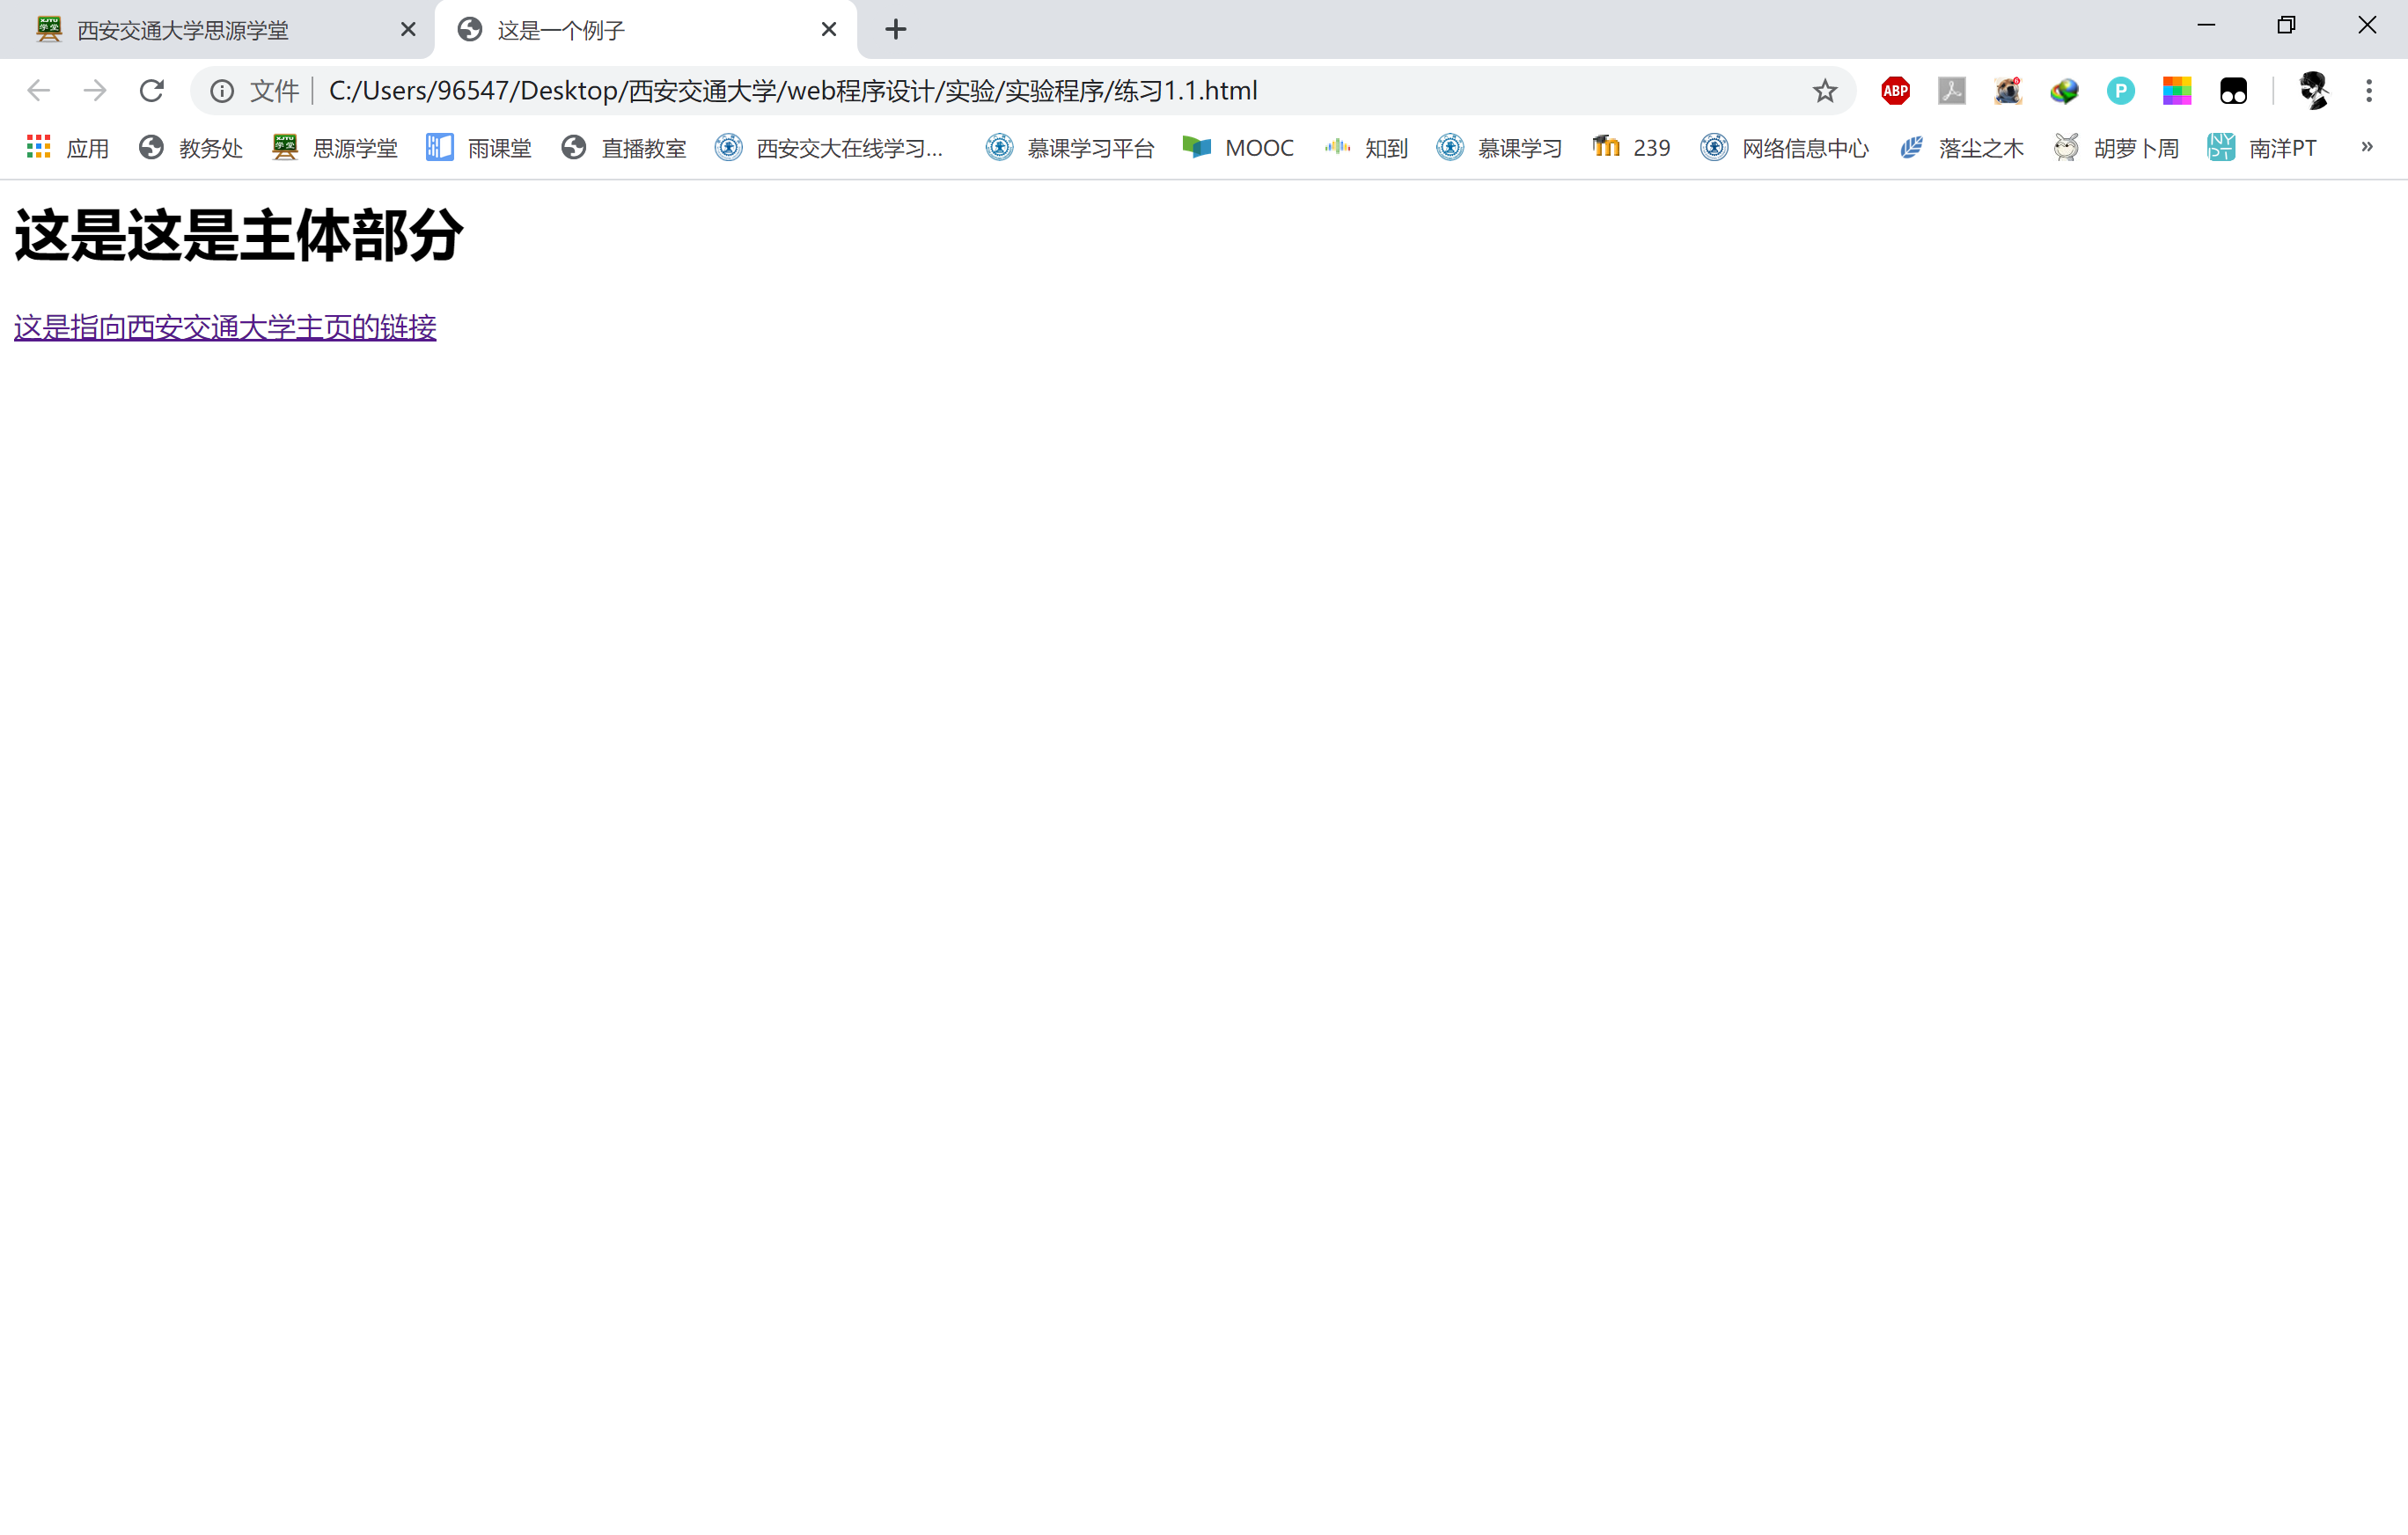 西安交通大学思源学堂
这是一个例子
文件 C:/Users/96547/Desktop/西安交通大学/web程序设计/实验/实验程序/练习1.1.html
ABP
P
应用 教务处 思源学堂 雨课堂 直播教室 西安交大在线学习... 慕课学习平台 MOOC 知到 慕课学习 239 网络信息中心 落尘之木 胡萝卜周 南洋PT »
这是这是主体部分
这是指向西安交通大学主页的链接